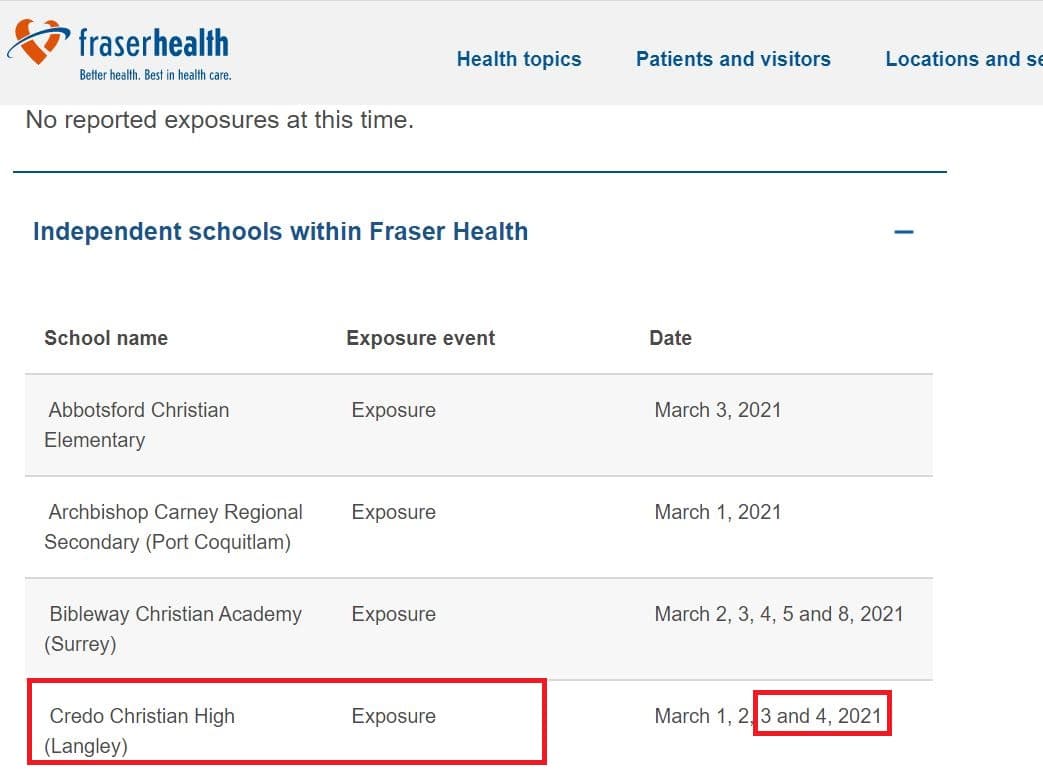 fraserhealth
Better health. Best in health care.
Health topics Patients and visitors Locations and se
No reported exposures at this time.
Independent schools within Fraser Health
School name Exposure event Date
Abbotsford Christian Exposure March 3, 2021
Elementary
Archbishop Carney Regional Exposure March 1, 2021
Secondary (Port Coquitlam)
Bibleway Christian Academy Exposure March 2, 3, 4, 5 and 8, 2021
(Surrey)
Credo Christian High Exposure March 1, 2, 3 and 4, 2021
(Langley)